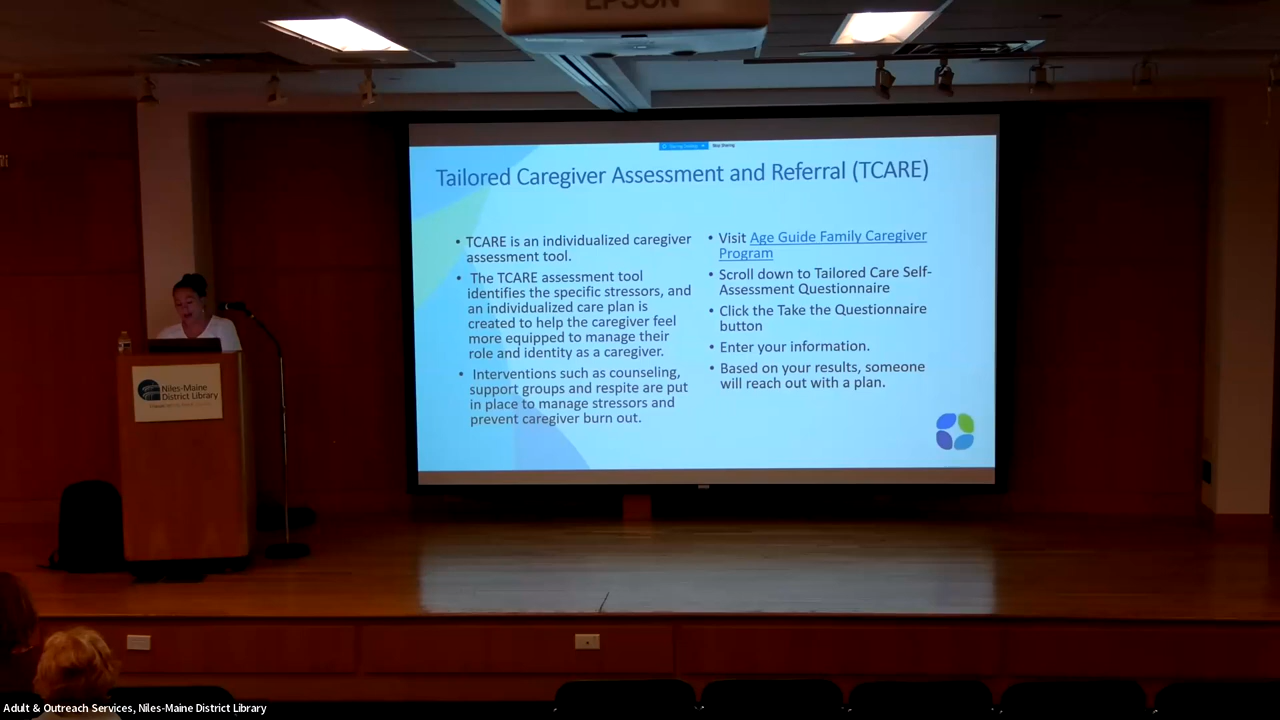 EPSON
Stop Sharing
Tailored Caregiver Assessment and Referral (TCARE)
• TCARE is an individualized caregiver
assessment tool.
• The TCARE assessment tool
identifies the specific stressors, and
an individualized care plan is
created to help the caregiver feel
more equipped to manage their
role and identity as a caregiver.
• Interventions such as counseling,
support groups and respite are put
in place to manage stressors and
prevent caregiver burn out.
• Visit Age Guide Family Caregiver
Program
• Scroll down to Tailored Care Self-
Assessment Questionnaire
• Click the Take the Questionnaire
button
• Enter your information.
• Based on your results, someone
will reach out with a plan.
Niles-Maine
District Library
Adult & Outreach Services, Niles-Maine District Library